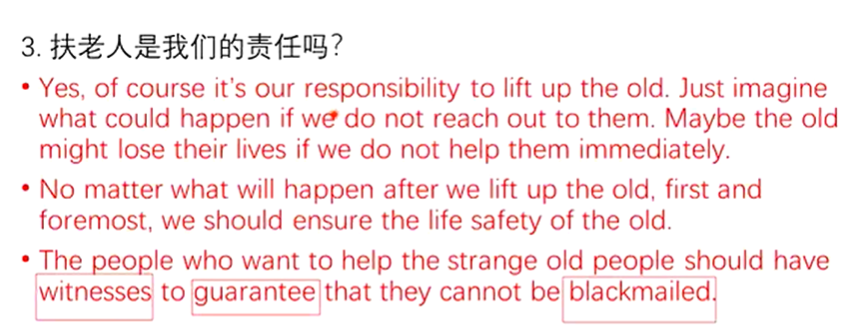 3. 扶老人是我们的责任吗?
• Yes, of course it's our responsibility to lift up the old. Just imagine
what could happen if we do not reach out to them. Maybe the old
might lose their lives if we do not help them immediately.
• No matter what will happen after we lift up the old, first and
foremost, we should ensure the life safety of the old.
• The people who want to help the strange old people should have
witnesses to guarantee that they cannot be blackmailed.